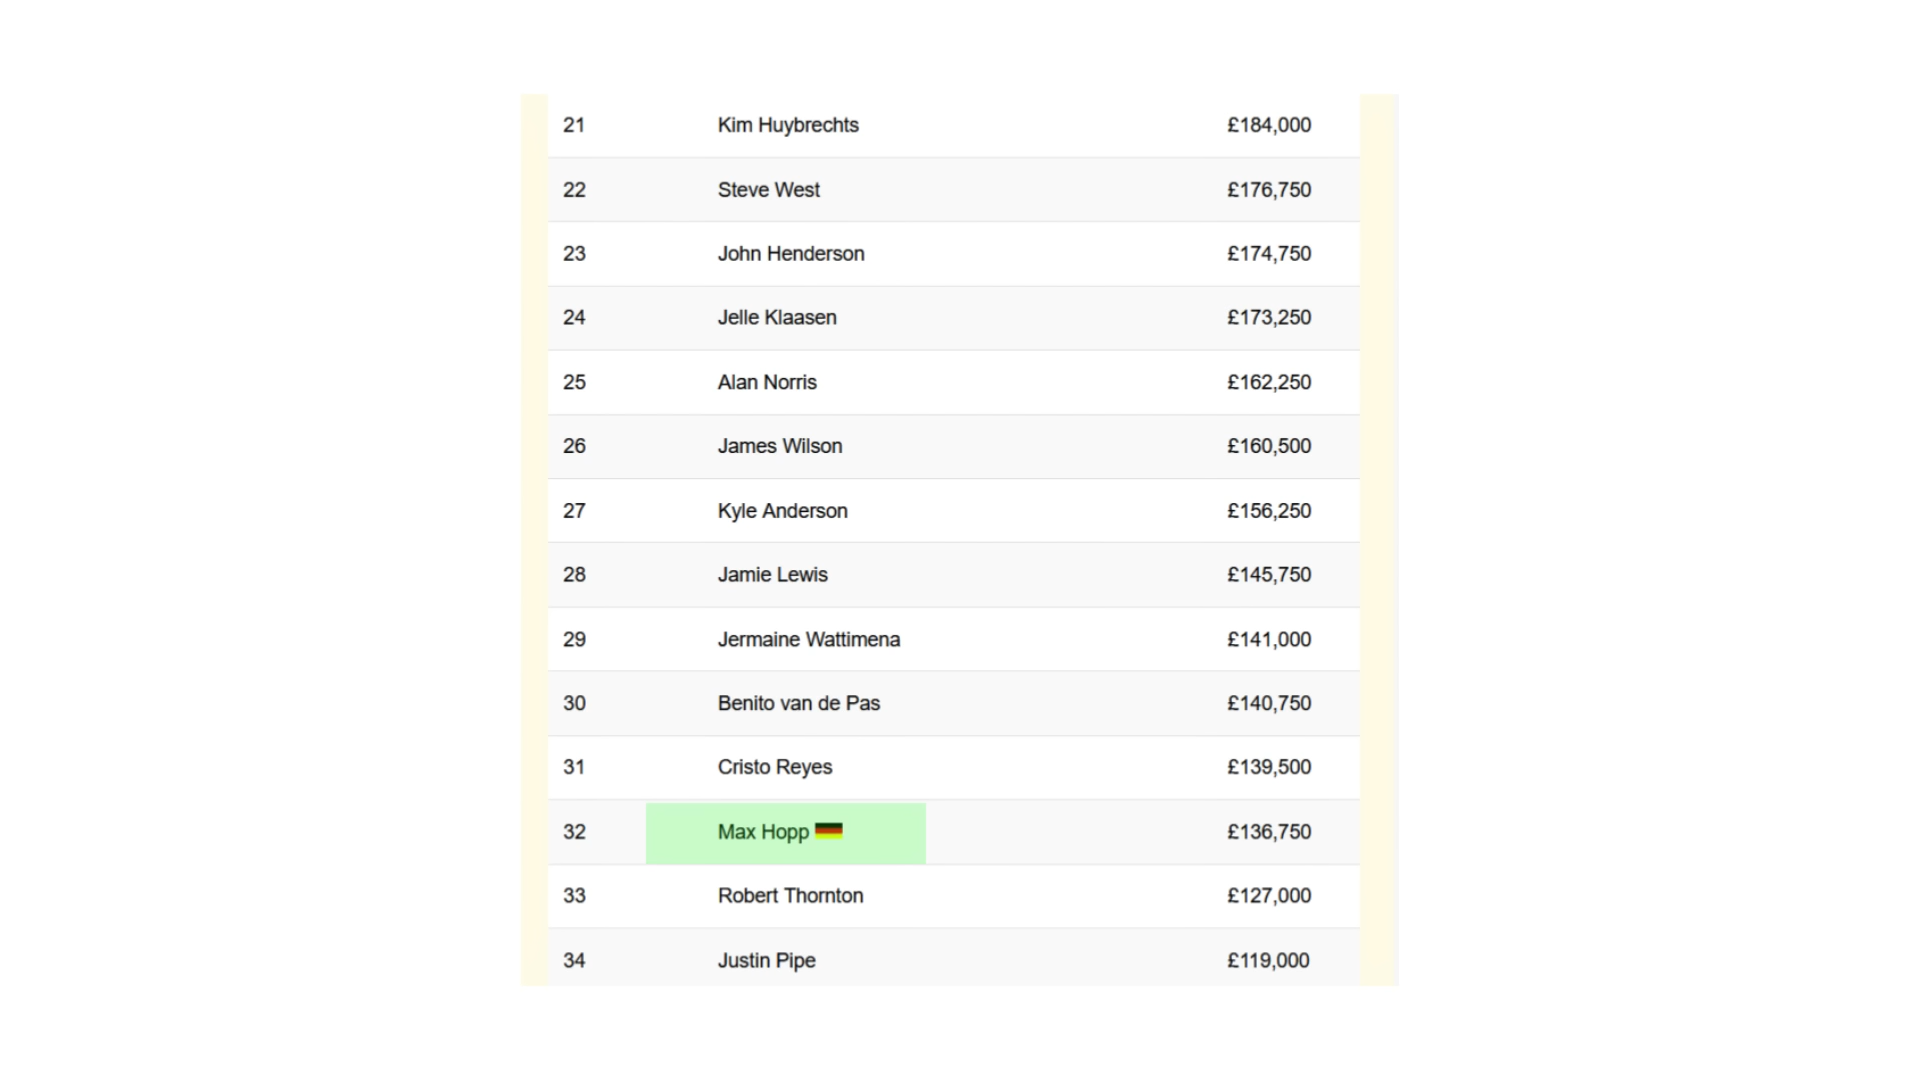 21 Kim Huybrechts £184,000
22 Steve West £176,750
23 John Henderson £174,750
24 Jelle Klaasen £173,250
25 Alan Norris £162,250
26 James Wilson £160,500
27 Kyle Anderson £156,250
28 Jamie Lewis £145,750
29 Jermaine Wattimena £141,000
30 Benito van de Pas £140,750
31 Cristo Reyes £139,500
32 Max Hopp £136,750
33 Robert Thornton £127,000
34 Justin Pipe £119,000